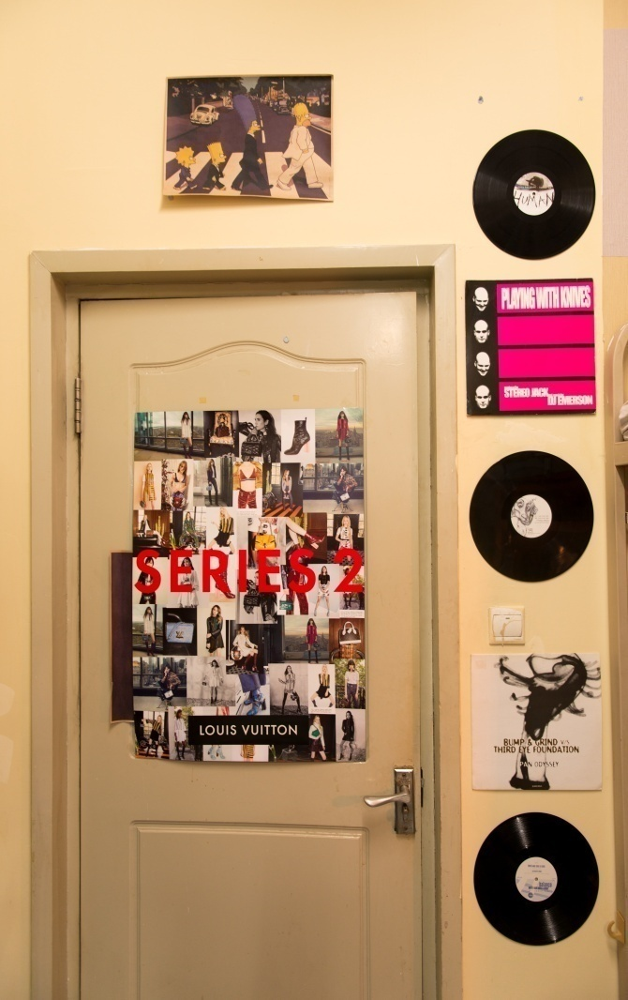 HUMAN
PLAYING WITH KNIVES
STEREO JACK
DJ EMERSON
SERIES 2
LOUIS VUITTON
BUMP & GRIND VS
THIRD EYE FOUNDATION
PAN ODYSSEY